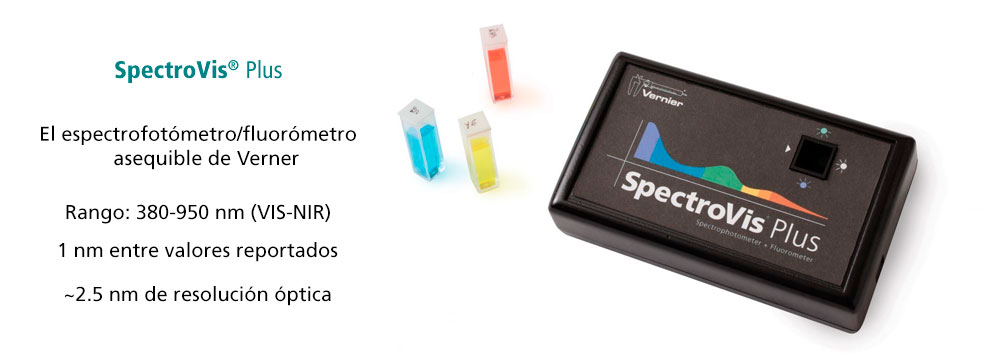 SpectroVis® Plus
El espectrofotómetro/fluorómetro
asequible de Verner
Rango: 380-950 nm (VIS-NIR)
1 nm entre valores reportados
~2.5 nm de resolución óptica
Vernier
SpectroVis Plus
Spectrophotometer + Fluorometer